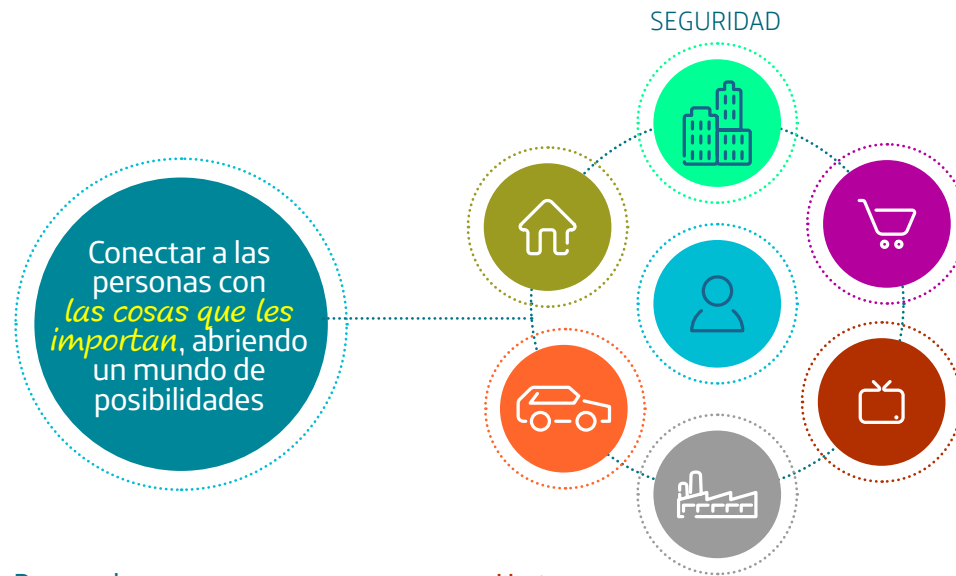 SEGURIDAD
Conectar a las
personas con
las cosas que les
importan, abriendo
un mundo de
posibilidades